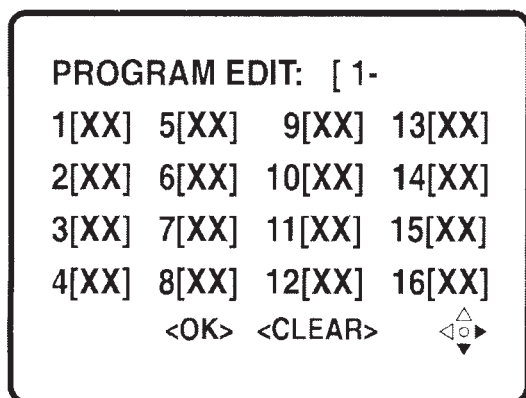 PROGRAM EDIT: [ 1-
1[XX] 5[XX] 9[XX] 13[XX]
2[XX] 6[XX] 10[XX] 14[XX]
3[XX] 7[XX] 11[XX] 15[XX]
4[XX] 8[XX] 12[XX] 16[XX]
<OK> <CLEAR>